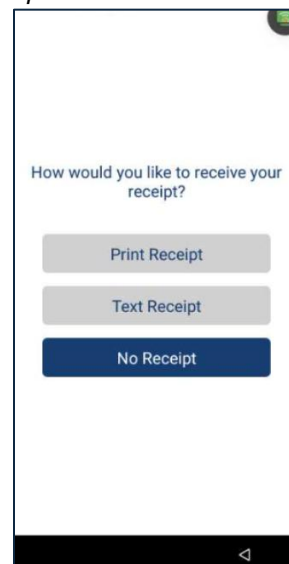 How would you like to receive your
receipt?
Print Receipt
Text Receipt
No Receipt